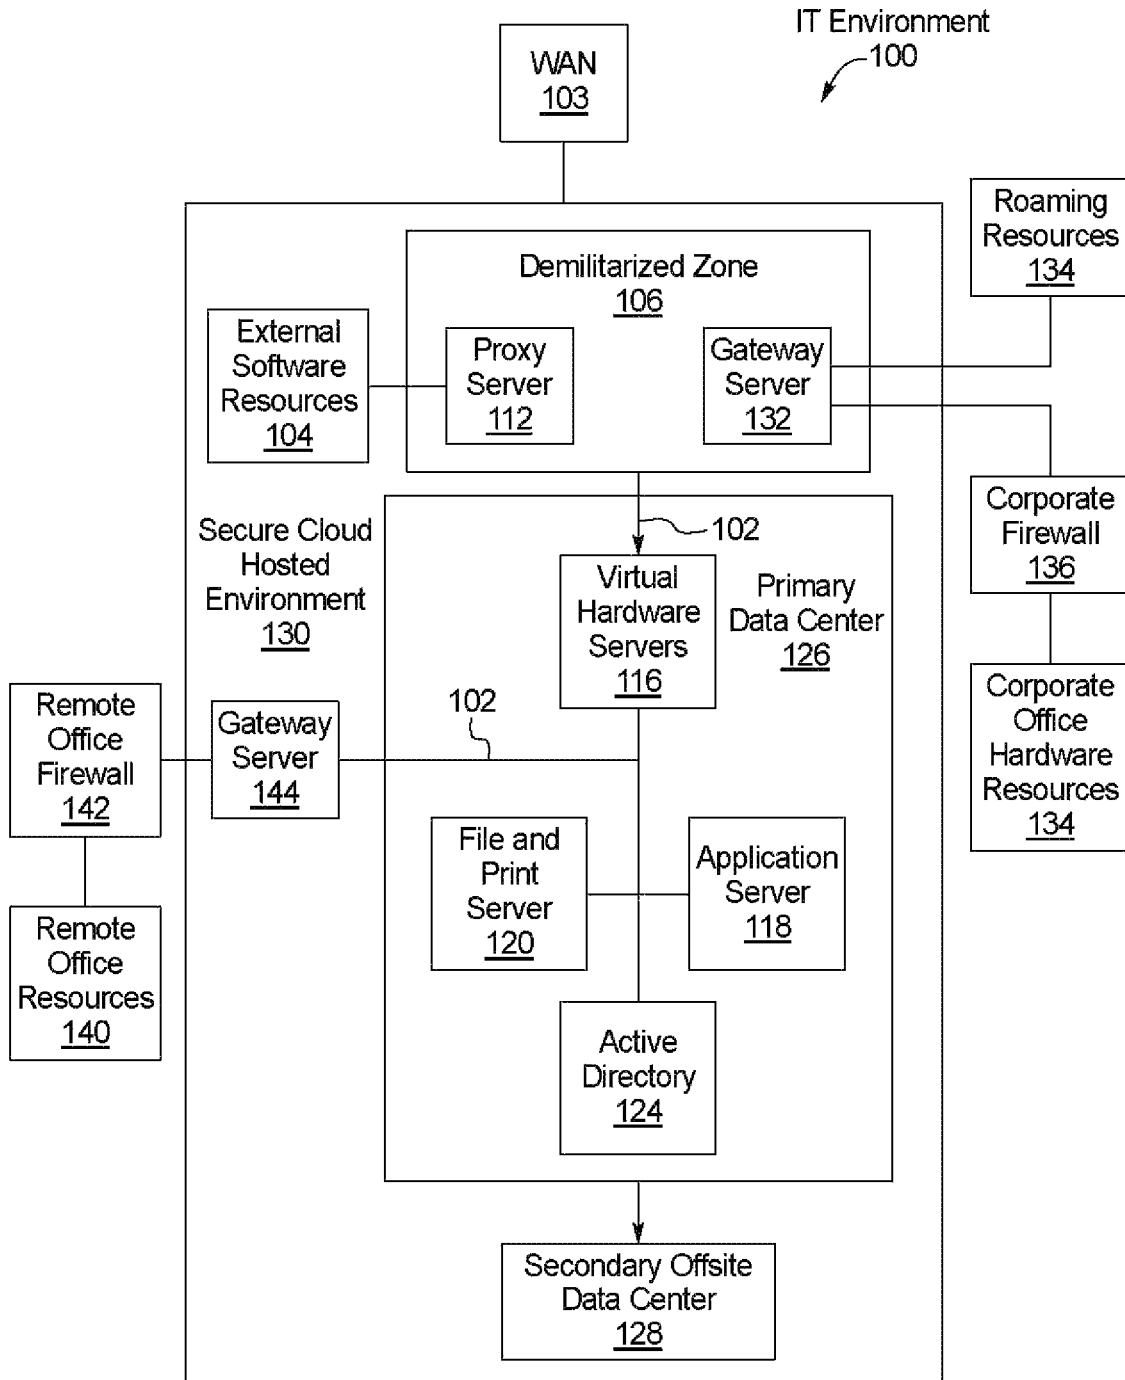 IT Environment
100
WAN
103
Roaming
Resources
134
Demilitarized Zone
106
External
Software
Resources
104
Proxy
Server
112
Gateway
Server
132
102
Secure Cloud
Hosted
Environment
130
Virtual
Hardware
Servers
116
Primary
Data Center
126
Corporate
Firewall
136
Remote
Office
Firewall
142
Gateway
Server
144
102
Corporate
Office
Hardware
Resources
134
File and
Print
Server
120
Application
Server
118
Remote
Office
Resources
140
Active
Directory
124
Secondary Offsite
Data Center
128